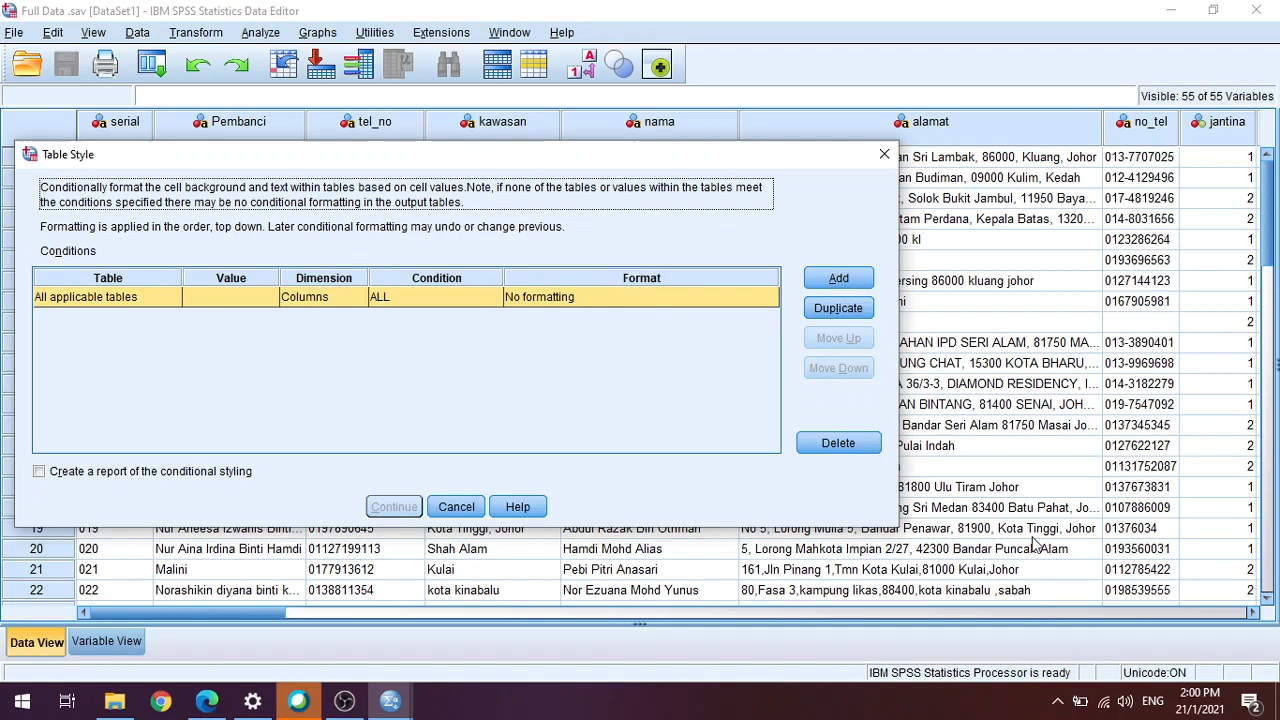 Full Data .sav [DataSet1] - IBM SPSS Statistics Data Editor
File Edit View Data Transform Analyze Graphs Utilities Extensions Window Help
Visible: 55 of 55 Variables
serial Pembanci tel_no kawasan nama alamat no_tel jantina
Table Style
Conditionally format the cell background and text within tables based on cell values.Note, if none of the tables or values within the tables meet
the conditions specified there may be no conditional formatting in the output tables.
Formatting is applied in the order, top down. Later conditional formatting may undo or change previous.
Conditions
Table Value Dimension Condition Format
All applicable tables Columns ALL No formatting
Add
Duplicate
Move Up
Move Down
Delete
Create a report of the conditional styling
Continue Cancel Help
an Sri Lambak, 86000, Kluang, Johor 013-7707025 1
an Budiman, 09000 Kulim, Kedah 012-4129496 1
, Solok Bukit Jambul, 11950 Baya... 017-4819246 2
tam Perdana, Kepala Batas, 1320... 014-8031656 2
00 kl 0123286264 1
0193696563 2
ersing 86000 kluang johor 0127144123 1
ni 0167905981 1
2
AHAN IPD SERI ALAM, 81750 MA... 013-3890401 1
UNG CHAT, 15300 KOTA BHARU,... 013-9969698 1
A 36/3-3, DIAMOND RESIDENCY, I... 014-3182279 1
AN BINTANG, 81400 SENAI, JOH... 019-7547092 1
Bandar Seri Alam 81750 Masai Jo... 0137345345 2
Pulai Indah 0127622127 1
a 01131752087 2
81800 Ulu Tiram Johor 0137673831 1
ng Sri Medan 83400 Batu Pahat, Jo... 0107886009 1
19 019 Nur Aneesa Izwanis Binti 0197890645 Kota Tinggi, Johor Abdul Razak Bin Othman No 5, Lorong Mulia 5, Bandar Penawar, 81900, Kota Tinggi, Johor 01376034 1
20 020 Nur Aina Irdina Binti Hamdi 01127199113 Shah Alam Hamdi Mohd Alias 5, Lorong Mahkota Impian 2/27, 42300 Bandar Puncak Alam 0193560031 1
21 021 Malini 0177913612 Kulai Pebi Pitri Anasari 161,Jln Pinang 1,Tmn Kota Kulai,81000 Kulai,Johor 0112785422 2
22 022 Norashikin diyana binti k... 0138811354 kota kinabalu Nor Ezuana Mohd Yunus 80,Fasa 3,kampung likas,88400,kota kinabalu ,sabah 0198539555 2
Data View Variable View
IBM SPSS Statistics Processor is ready Unicode:ON
ENG
2:00 PM
21/1/2021
2